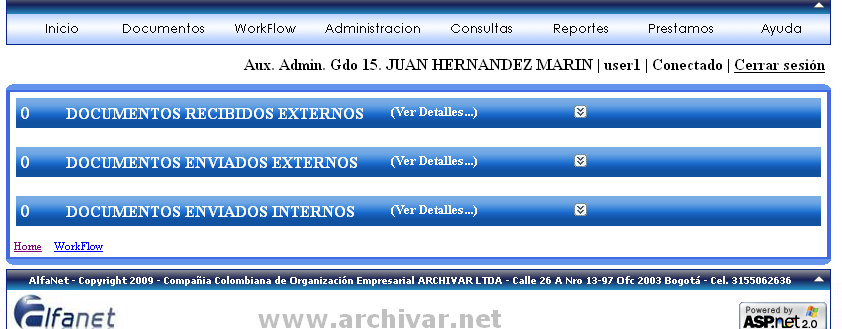 Inicio Documentos WorkFlow Administracion Consultas Reportes Prestamos Ayuda
Aux. Admin. Gdo 15. JUAN HERNANDEZ MARIN | user1 | Conectado | Cerrar sesión
0 DOCUMENTOS RECIBIDOS EXTERNOS (Ver Detalles...)
0 DOCUMENTOS ENVIADOS EXTERNOS (Ver Detalles...)
0 DOCUMENTOS ENVIADOS INTERNOS (Ver Detalles...)
Home WorkFlow
AlfaNet - Copyright 2009 - Compañia Colombiana de Organización Empresarial ARCHIVAR LTDA - Calle 26 A Nro 13-97 Ofc 2003 Bogotá - Cel. 3155062636
alfanet www.archivar.net Powered by
ASP.net 2.0